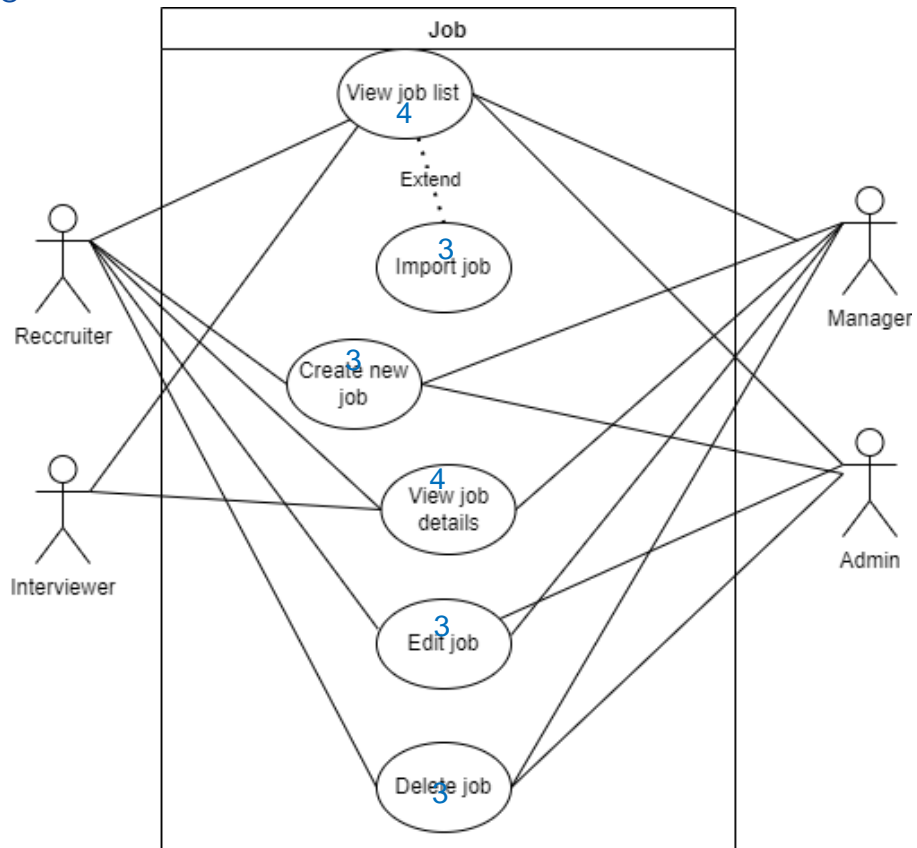 Job
View job list
4
Extend
3
Import job
Reccruiter
Manager
3
Create new
job
4
View job
details
Interviewer
Admin
3
Edit job
Delete job
3